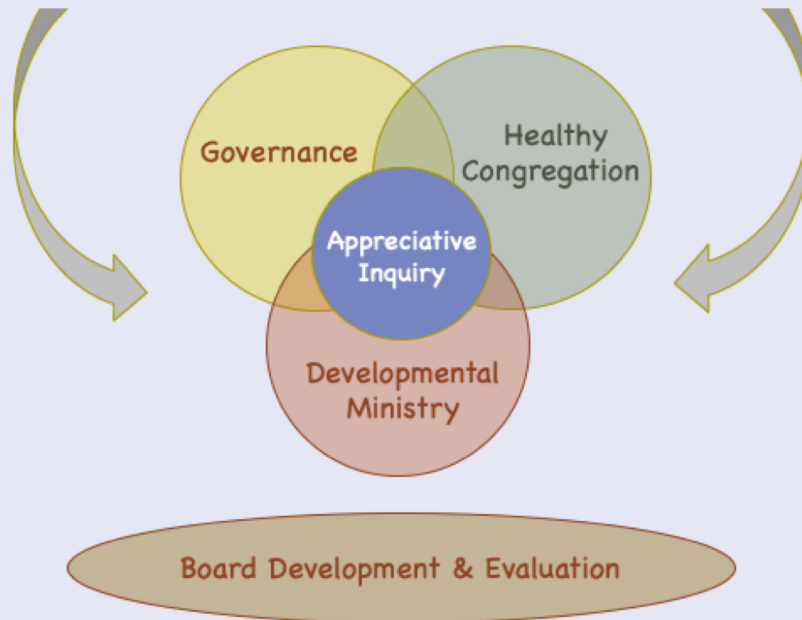 Governance
Healthy
Congregation
Appreciative
Inquiry
Developmental
Ministry
Board Development & Evaluation